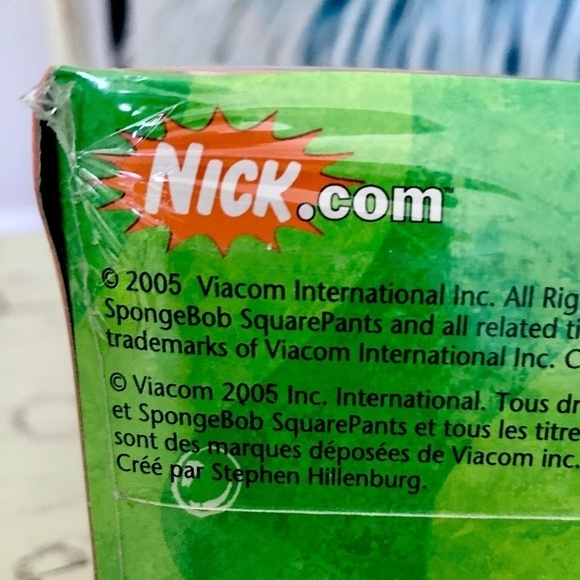 NICK.com™
© 2005 Viacom International Inc. All Rig
SpongeBob SquarePants and all related ti
trademarks of Viacom International Inc. C
© Viacom 2005 Inc. International. Tous dr
et SpongeBob SquarePants et tous les titre
sont des marques déposées de Viacom inc.
Créé par Stephen Hillenburg.